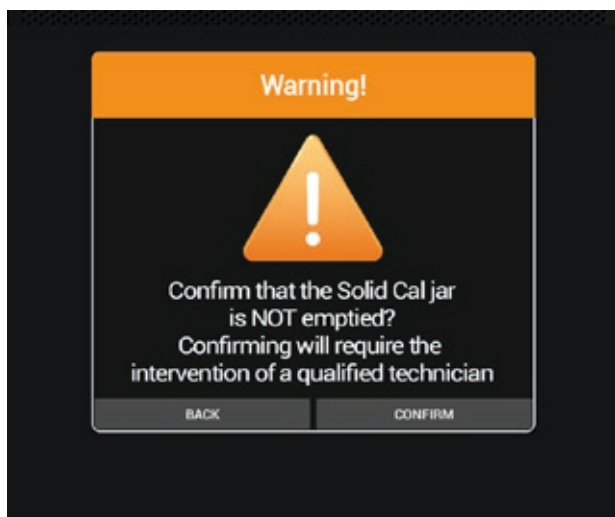 Warning!
Confirm that the Solid Cal jar
is NOT emptied?
Confirming will require the
intervention of a qualified technician
BACK
CONFIRM